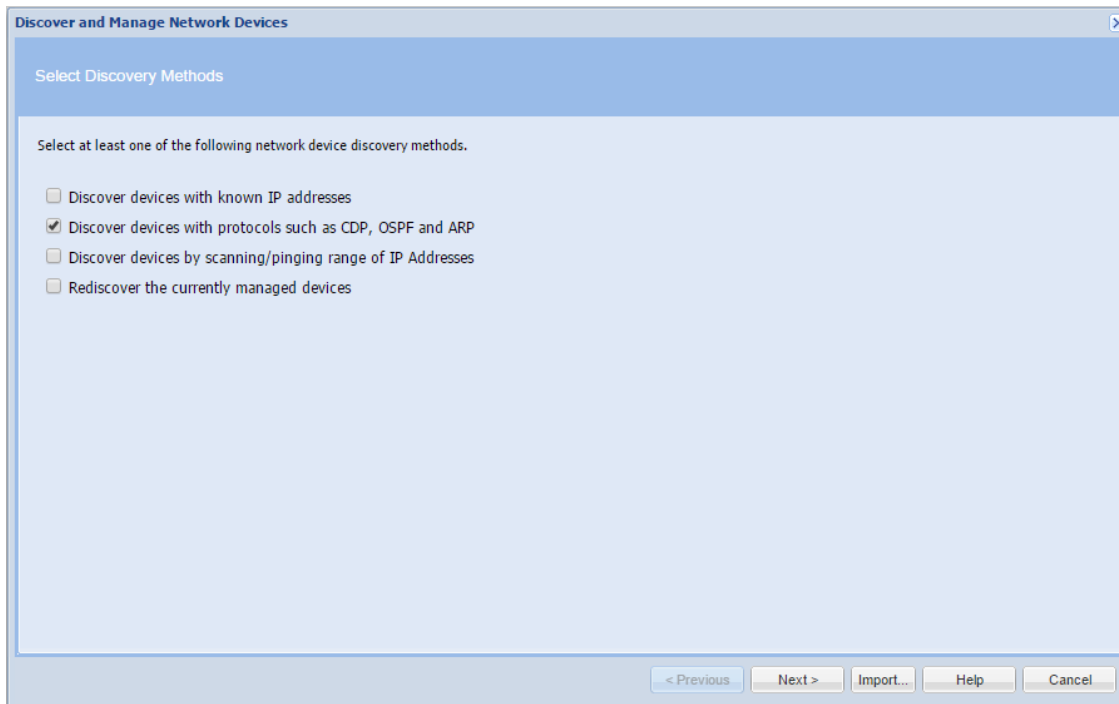 Discover and Manage Network Devices
Select Discovery Methods
Select at least one of the following network device discovery methods.
Discover devices with known IP addresses
Discover devices with protocols such as CDP, OSPF and ARP
Discover devices by scanning/pinging range of IP Addresses
Rediscover the currently managed devices
< Previous Next > Import... Help Cancel